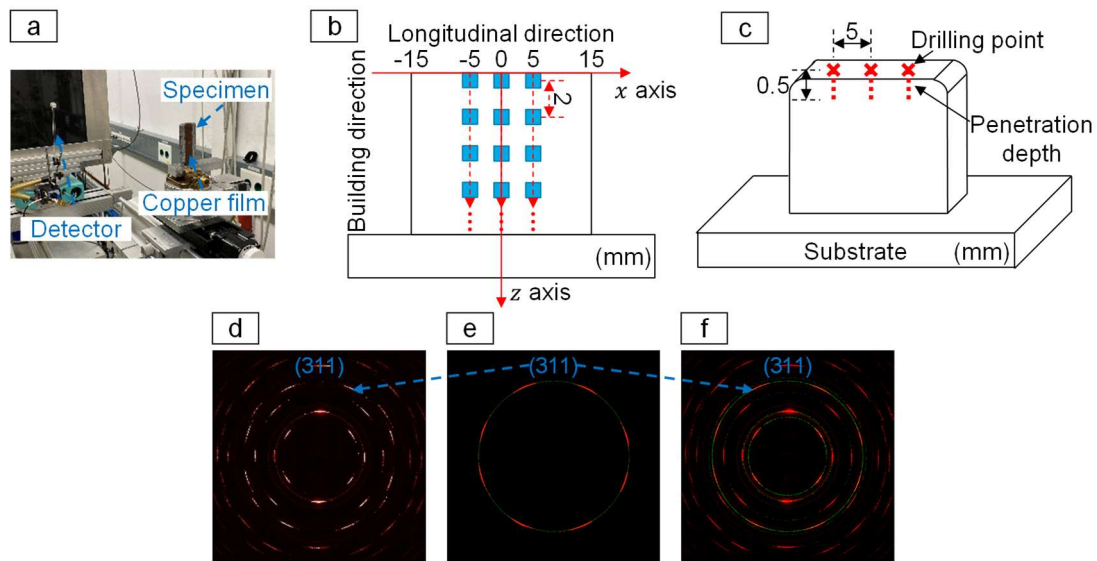 a
Specimen
Copper film
Detector
b
Longitudinal direction
-15 -5 0 5 15
x axis
2
Building direction
(mm)
z axis
c
5
Drilling point
0.5
Penetration
depth
Substrate (mm)
d
(311)
e
(311)
f
(311)